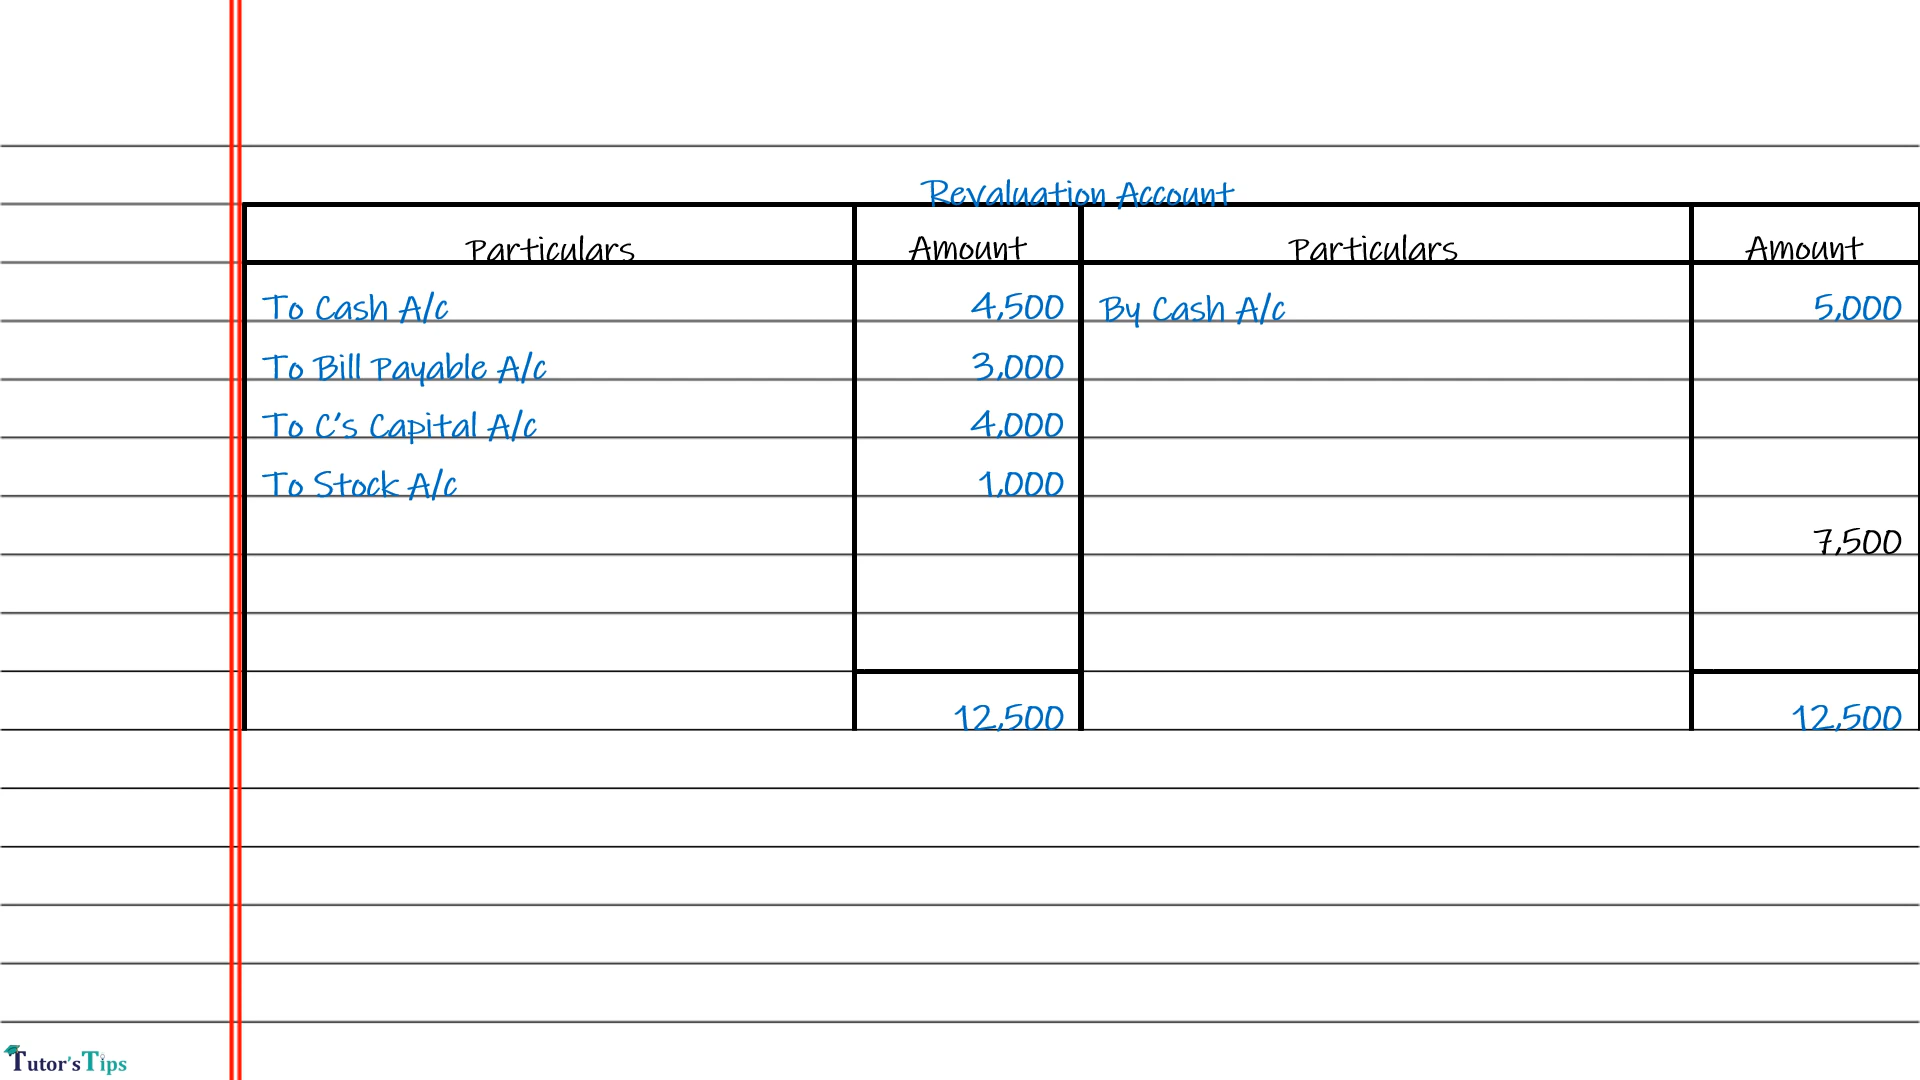 Revaluation Account
Particulars Amount Particulars Amount
To Cash A/c 4,500 By Cash A/c 5,000
To Bill Payable A/c 3,000
To C's Capital A/c 4,000
To Stock A/c 1,000
7,500
12,500 12,500
Tutor'sTips